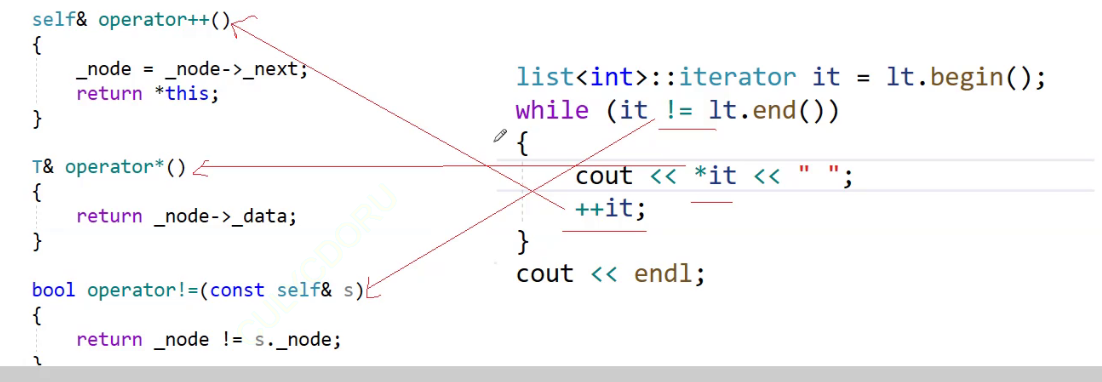 self& operator++()
{
_node = _node->_next;
return *this;
}
T& operator*()
{
return _node->_data;
}
bool operator!=(const self& s)
{
return _node != s._node;
}
list<int>::iterator it = lt.begin();
while (it != lt.end())
{
cout << *it << " ";
++it;
}
cout << endl;